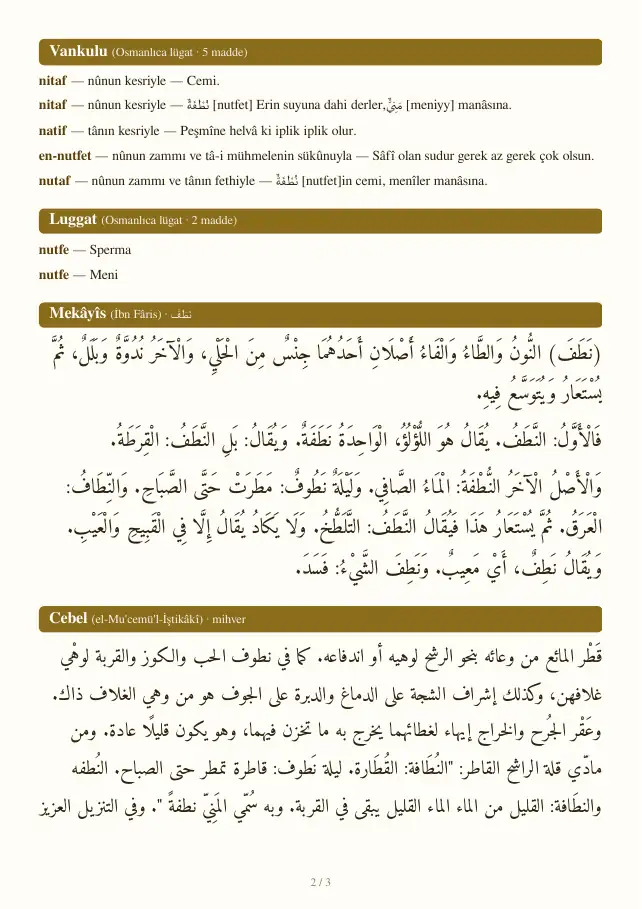 Vankulu (Osmanlıca lügat · 5 madde)
nitaf — nûnun kesriyle — Cemi.
nitaf — nûnun kesriyle — نُطْفَةٌ [nutfet] Erin suyuna dahi derler, مَنِيٌّ [meniyy] manâsına.
natif — tânın kesriyle — Peşmîne helvâ ki iplik iplik olur.
en-nutfet — nûnun zammı ve tâ-i mühmelenin sükûnuyla — Sâfî olan sudur gerek az gerek çok olsun.
nutaf — nûnun zammı ve tânın fethiyle — نُطْفَةٌ [nutfet]in cemi, menîler manâsına.
Luggat (Osmanlıca lügat · 2 madde)
nutfe — Sperma
nutfe — Meni
Mekâyîs (İbn Fâris) · نطف
(نَطَفَ) النُّونُ وَالطَّاءُ وَالْفَاءُ أَصْلَانِ أَحَدُهُمَا جِنْسٌ مِنَ الْحَلْيِ، وَالْآخَرُ نُدُوَّةٌ وَبَلَلٌ، ثُمَّ
يُسْتَعَارُ وَيُتَوَسَّعُ فِيهِ.
فَالْأَوَّلُ: النَّطَفُ. يُقَالُ هُوَ اللُّؤْلُؤُ، الْوَاحِدَةُ نَطَفَةٌ. وَيُقَالُ: بَلِ النَّطَفُ: الْقِرَطَةُ.
وَالْأَصْلُ الْآخَرُ النُّطْفَةُ: الْمَاءُ الصَّافِي. وَلَيْلَةٌ نَطُوفٌ: مَطَرَتْ حَتَّى الصَّبَاحِ. وَالنِّطَافُ:
الْعَرَقُ. ثُمَّ يُسْتَعَارُ هَذَا فَيُقَالُ النَّطَفُ: التَّلَطُّخُ. وَلَا يَكَادُ يُقَالُ إِلَّا فِي الْقَبِيحِ وَالْعَيْبِ.
وَيُقَالُ نَطِفٌ، أَيْ مَعِيبٌ. وَنَطِفَ الشَّيْءُ: فَسَدَ.
Cebel (el-Mu'cemü'l-İştikâkî) · mihver
قَطْر المائع من وعائه بنحو الرشح لوهيه أو اندفاعه. كما في نطوف الحب والكوز والقربة لوهْي
غلافهن، وكذلك إشراف الشجة على الدماغ والدبرة على الجوف هو من وهي الغلاف ذاك.
وعَقْر الجُرح والخراج إيهاء لغطائهما يخرج به ما تخزن فيهما، وهو يكون قليلًا عادة. ومن
مادّي قلة الراشح القاطر: "النُطَافة: القُطَارة. ليلة نَطوف: قاطرة تمطر حتى الصباح. النُطفه
والنطَافة: القليل من الماء الماء القليل يبقى في القربة. وبه سُمّي المَنِيّ نطفةً ". وفي التنزيل العزيز
2 / 3